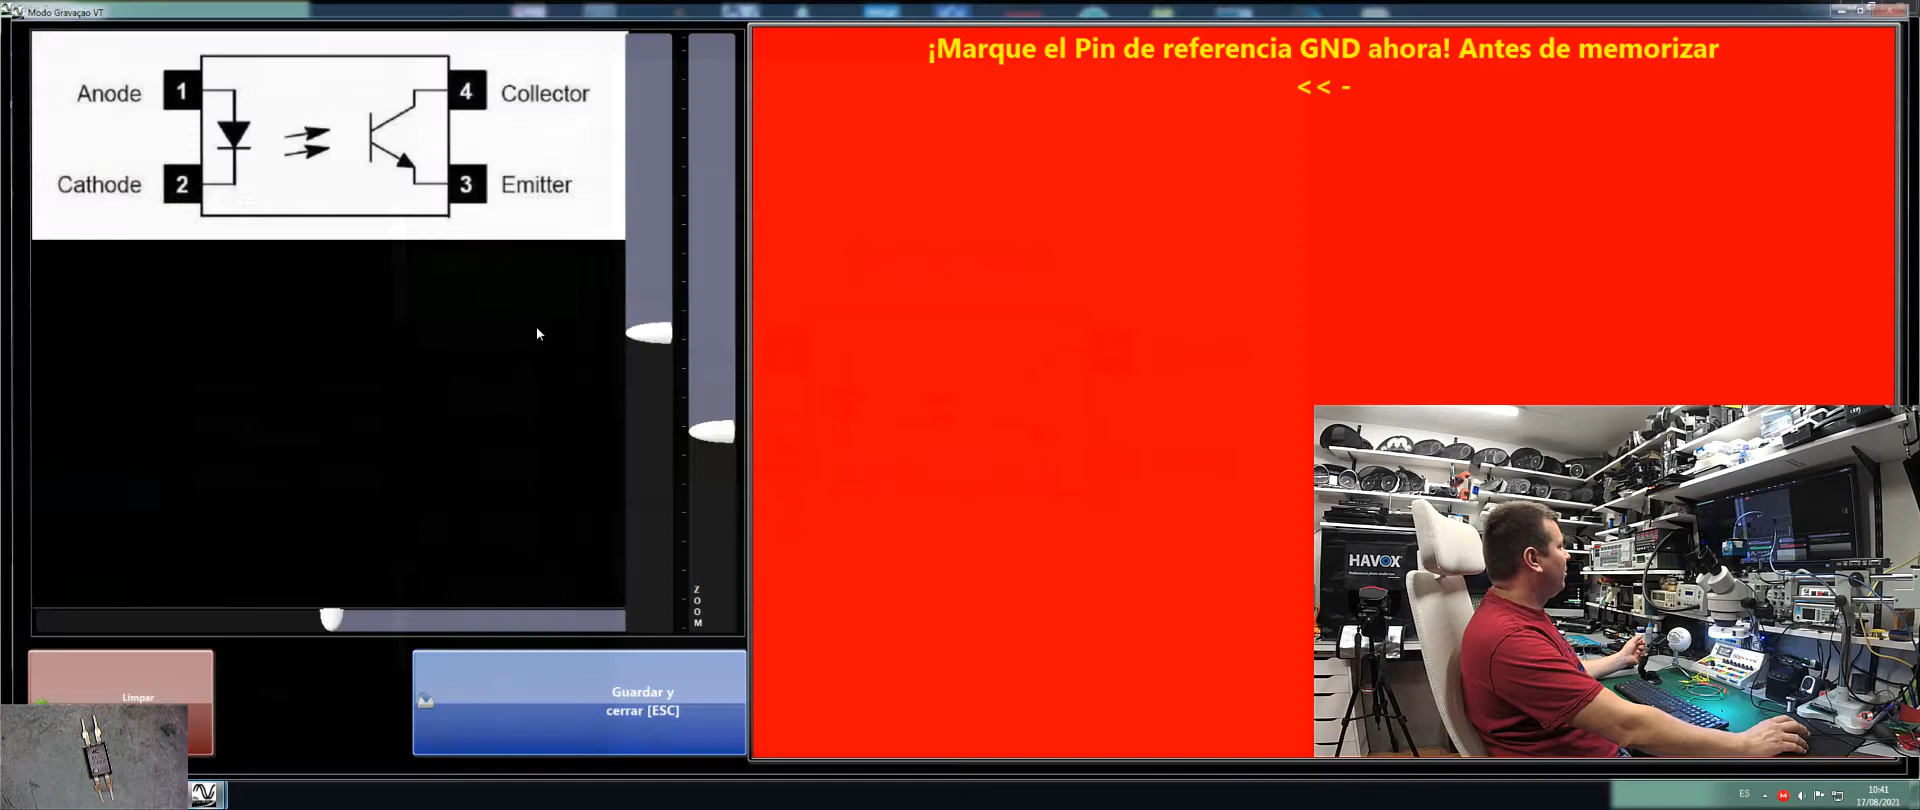 Modo Gravaçao VT
Anode 1
4 Collector
Cathode 2
3 Emitter
ZOOM
Limpar
Guardar y
cerrar [ESC]
¡Marque el Pin de referencia GND ahora! Antes de memorizar
<< -
HAVOX
ES
10:41
17/08/2021